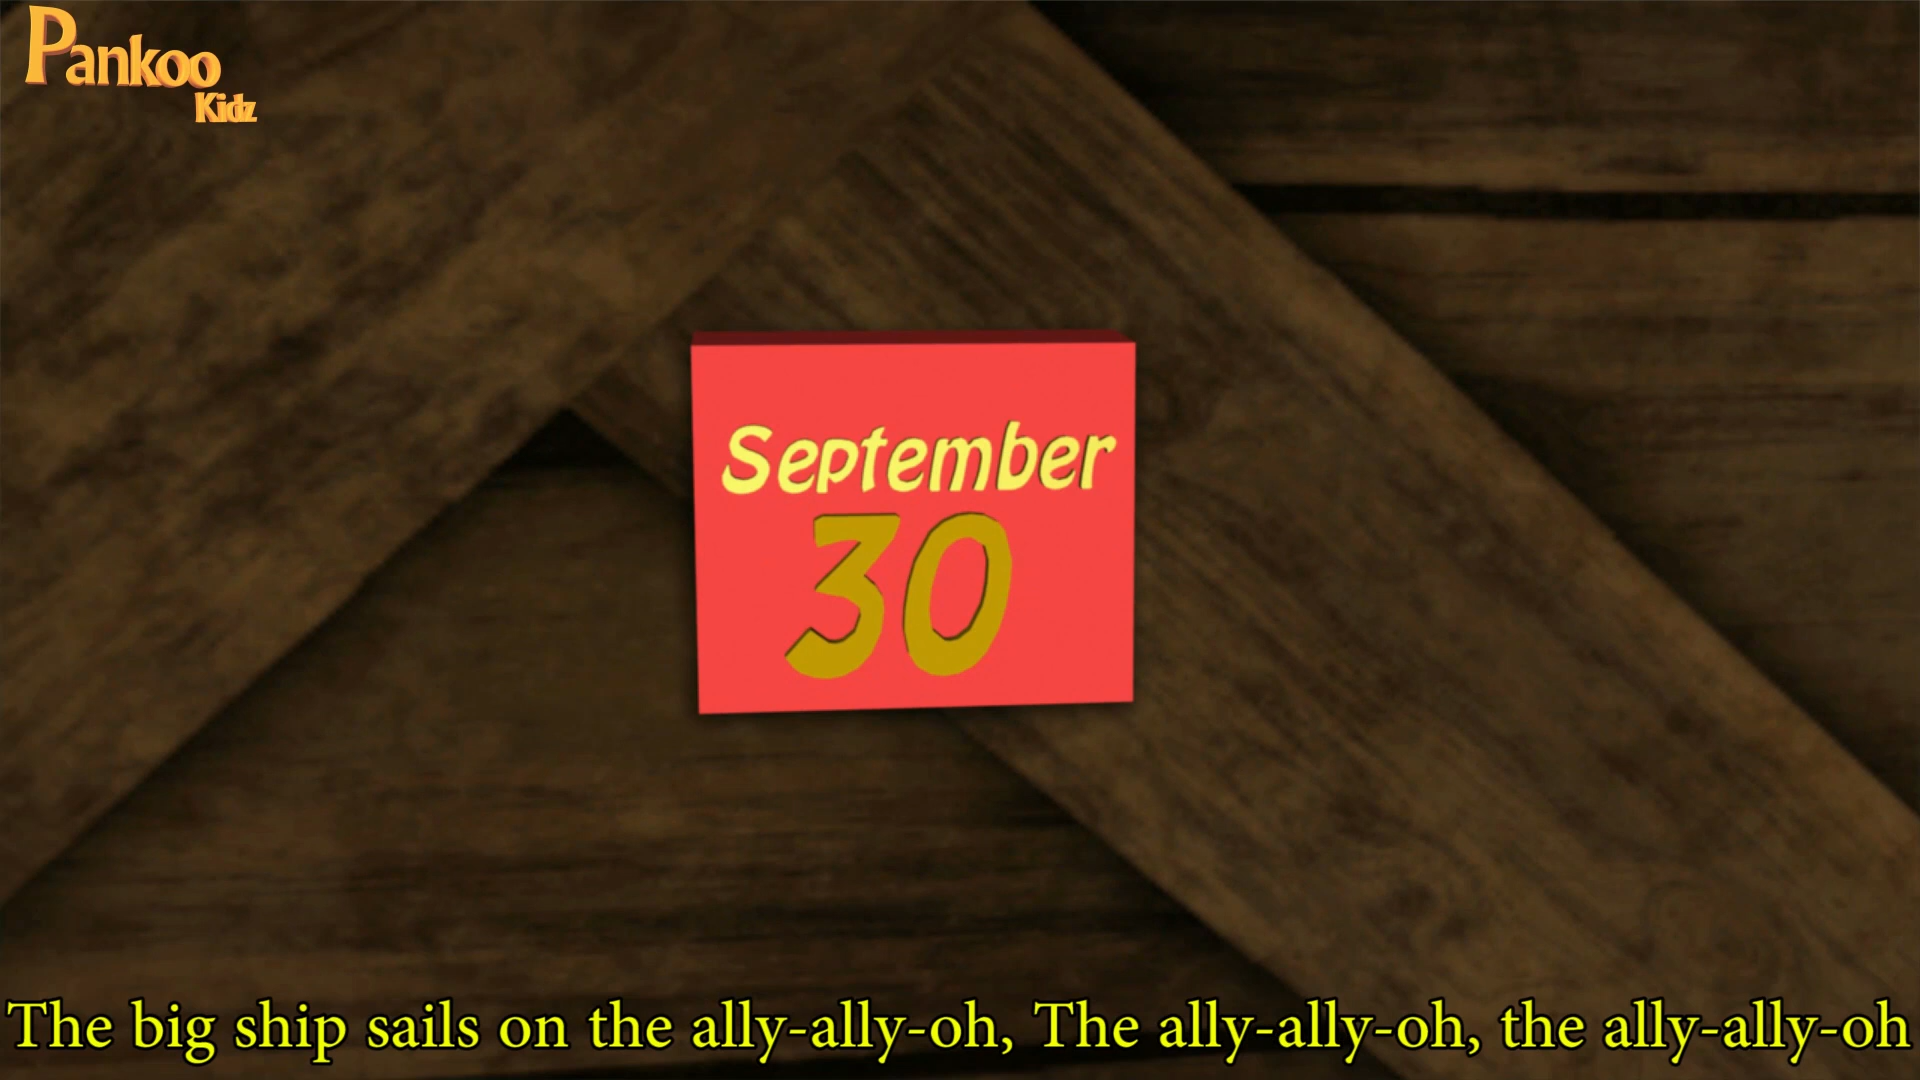 Pankoo
Kidz
September
30
The big ship sails on the ally-ally-oh, The ally-ally-oh, the ally-ally-oh